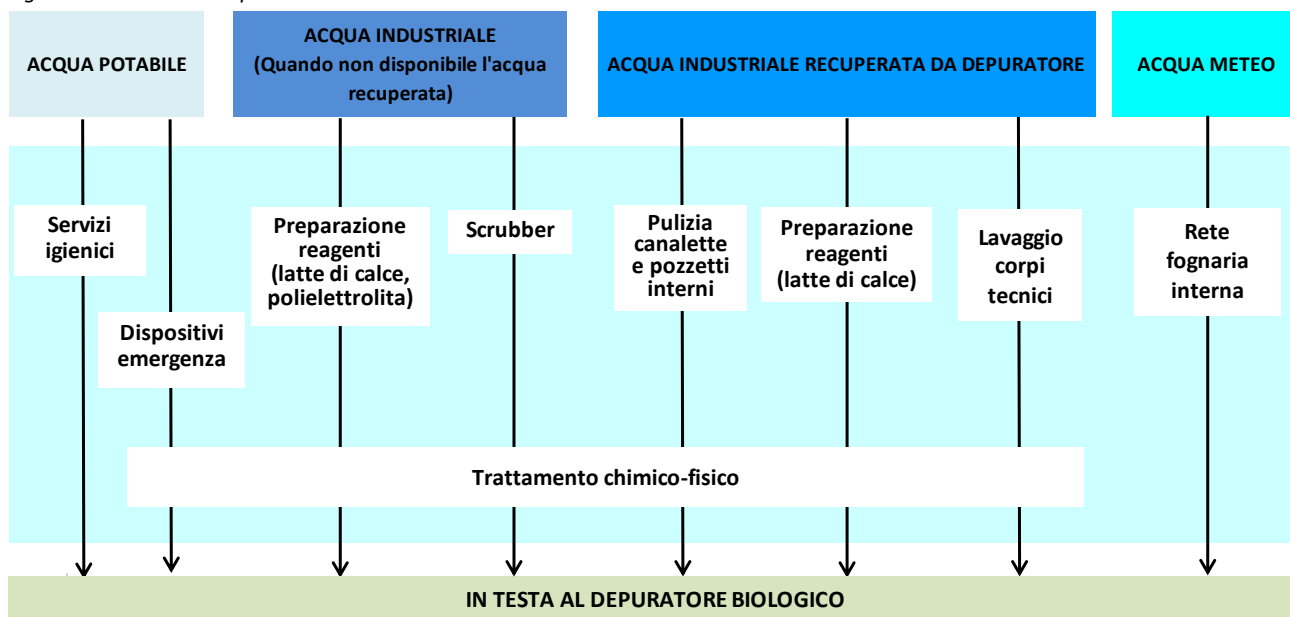 ACQUA POTABILE
ACQUA INDUSTRIALE
(Quando non disponibile l'acqua
recuperata)
ACQUA INDUSTRIALE RECUPERATA DA DEPURATORE
ACQUA METEO
Servizi
igienici
Dispositivi
emergenza
Preparazione
reagenti
(latte di calce,
polielettrolita)
Scrubber
Pulizia
canalette
e pozzetti
interni
Preparazione
reagenti
(latte di calce)
Lavaggio
corpi
tecnici
Rete
fognaria
interna
Trattamento chimico-fisico
IN TESTA AL DEPURATORE BIOLOGICO